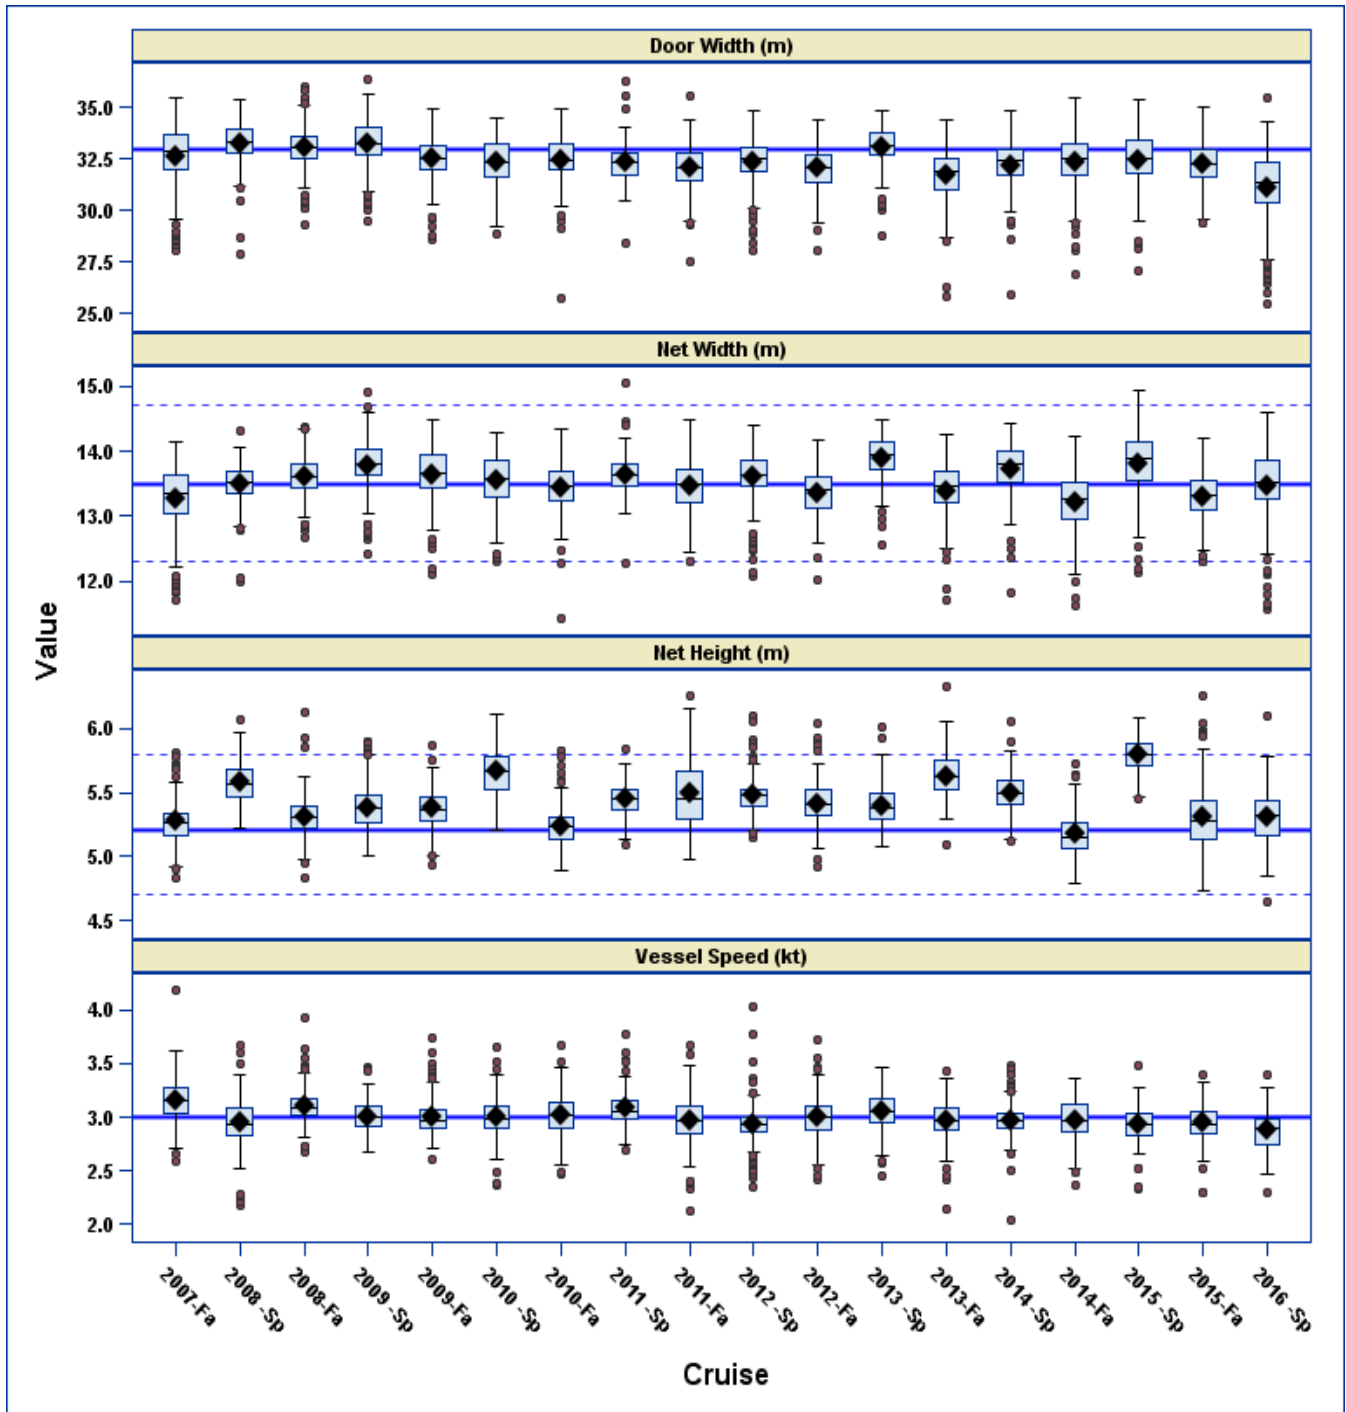 Door Width (m)
35.0
32.5
30.0
27.5
25.0
Net Width (m)
15.0
14.0
13.0
12.0
Net Height (m)
6.0
5.5
5.0
4.5
Vessel Speed (kt)
4.0
3.5
3.0
2.5
2.0
Value
2007-Fa
2008-Sp
2008-Fa
2009-Sp
2009-Fa
2010-Sp
2010-Fa
2011-Sp
2011-Fa
2012-Sp
2012-Fa
2013-Sp
2013-Fa
2014-Sp
2014-Fa
2015-Sp
2015-Fa
2016-Sp
Cruise